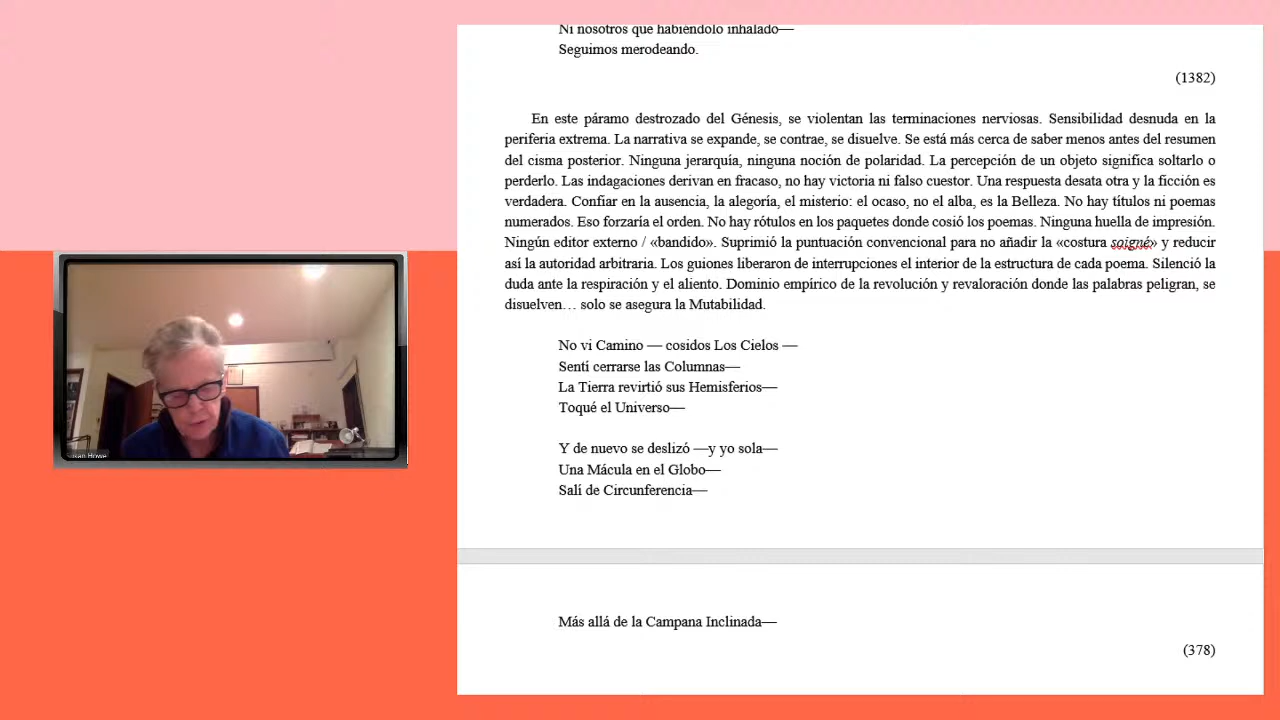 Ni nosotros que habiéndolo inhalado—
Seguimos merodeando.
(1382)
En este páramo destrozado del Génesis, se violentan las terminaciones nerviosas. Sensibilidad desnuda en la
periferia extrema. La narrativa se expande, se contrae, se disuelve. Se está más cerca de saber menos antes del resumen
del cisma posterior. Ninguna jerarquía, ninguna noción de polaridad. La percepción de un objeto significa soltarlo o
perderlo. Las indagaciones derivan en fracaso, no hay victoria ni falso cuestor. Una respuesta desata otra y la ficción es
verdadera. Confiar en la ausencia, la alegoría, el misterio: el ocaso, no el alba, es la Belleza. No hay títulos ni poemas
numerados. Eso forzaría el orden. No hay rótulos en los paquetes donde cosió los poemas. Ninguna huella de impresión.
Ningún editor externo / «bandido». Suprimió la puntuación convencional para no añadir la «costura soigné» y reducir
así la autoridad arbitraria. Los guiones liberaron de interrupciones el interior de la estructura de cada poema. Silenció la
duda ante la respiración y el aliento. Dominio empírico de la revolución y revaloración donde las palabras peligran, se
disuelven… solo se asegura la Mutabilidad.
No vi Camino — cosidos Los Cielos —
Sentí cerrarse las Columnas—
La Tierra revirtió sus Hemisferios—
Toqué el Universo—
Y de nuevo se deslizó —y yo sola—
Una Mácula en el Globo—
Salí de Circunferencia—
Más allá de la Campana Inclinada—
(378)
Howe